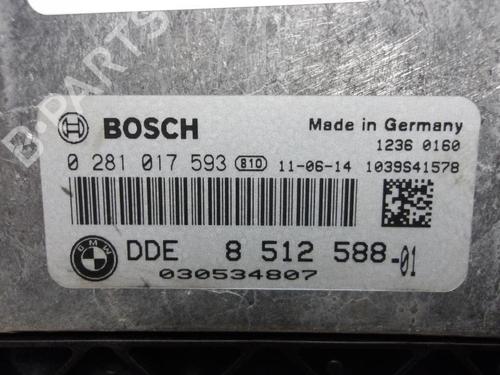 B-PARTS
BOSCH
Made in Germany
1236 0160
0 281 017 593 810 11-06-14 1039S41578
BMW
DDE 8 512 588-01
030534807